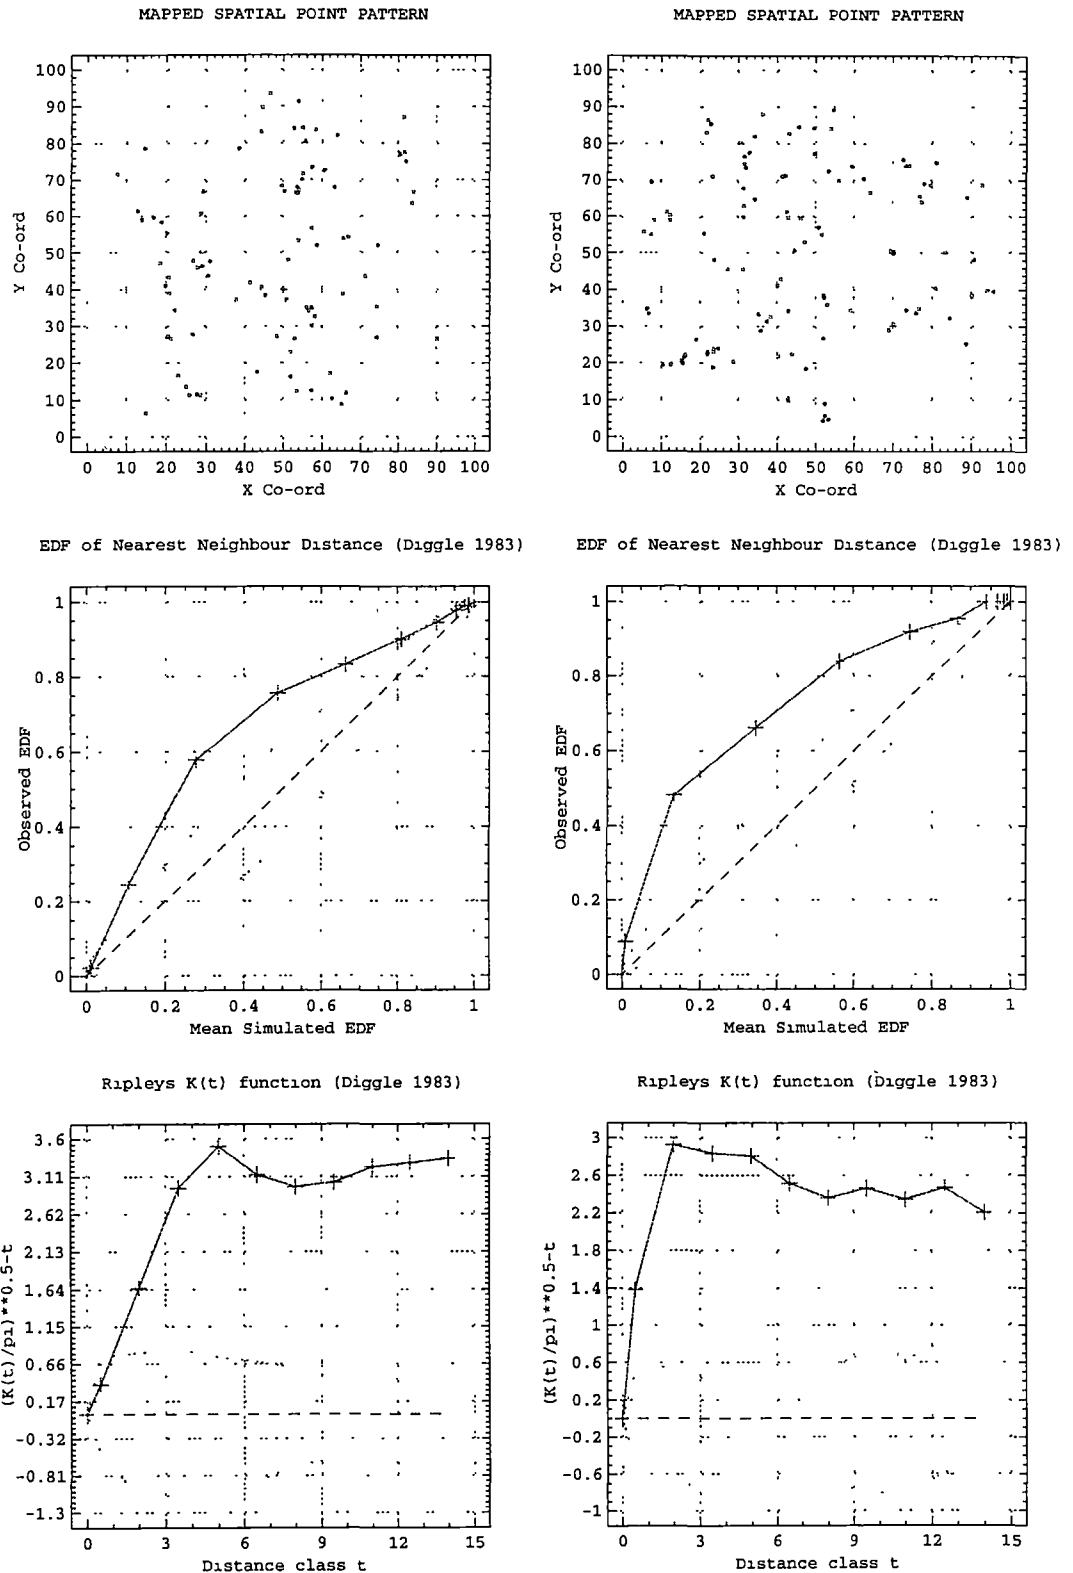 MAPPED SPATIAL POINT PATTERN
100
90
80
70
60
50
40
30
20
10
0
Y Co-ord
0 10 20 30 40 50 60 70 80 90 100
X Co-ord
MAPPED SPATIAL POINT PATTERN
100
90
80
70
60
50
40
30
20
10
0
Y Co-ord
0 10 20 30 40 50 60 70 80 90 100
X Co-ord
EDF of Nearest Neighbour Distance (Diggle 1983)
1
0.8
0.6
0.4
0.2
0
Observed EDF
0 0.2 0.4 0.6 0.8 1
Mean Simulated EDF
EDF of Nearest Neighbour Distance (Diggle 1983)
1
0.8
0.6
0.4
0.2
0
Observed EDF
0 0.2 0.4 0.6 0.8 1
Mean Simulated EDF
Ripleys K(t) function (Diggle 1983)
3.6
3.11
2.62
2.13
1.64
1.15
0.66
0.17
-0.32
-0.81
-1.3
(K(t)/pi)**0.5-t
0 3 6 9 12 15
Distance class t
Ripleys K(t) function (Diggle 1983)
3
2.6
2.2
1.8
1.4
1
0.6
0.2
-0.2
-0.6
-1
(K(t)/pi)**0.5-t
0 3 6 9 12 15
Distance class t